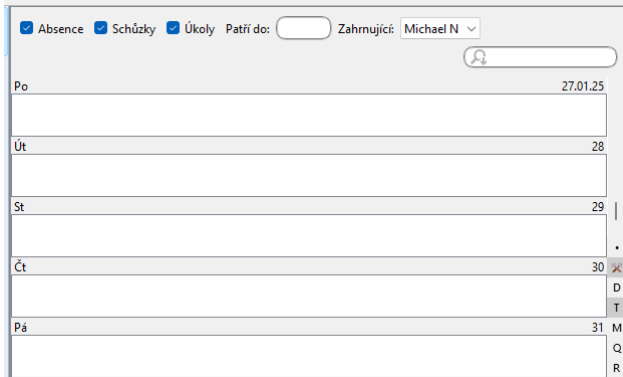 Absence Schůzky Úkoly Patří do: Zahrnující: Michael N
Po 27.01.25
Út 28
St 29
Čt 30
D
T
Pá 31 M
Q
R